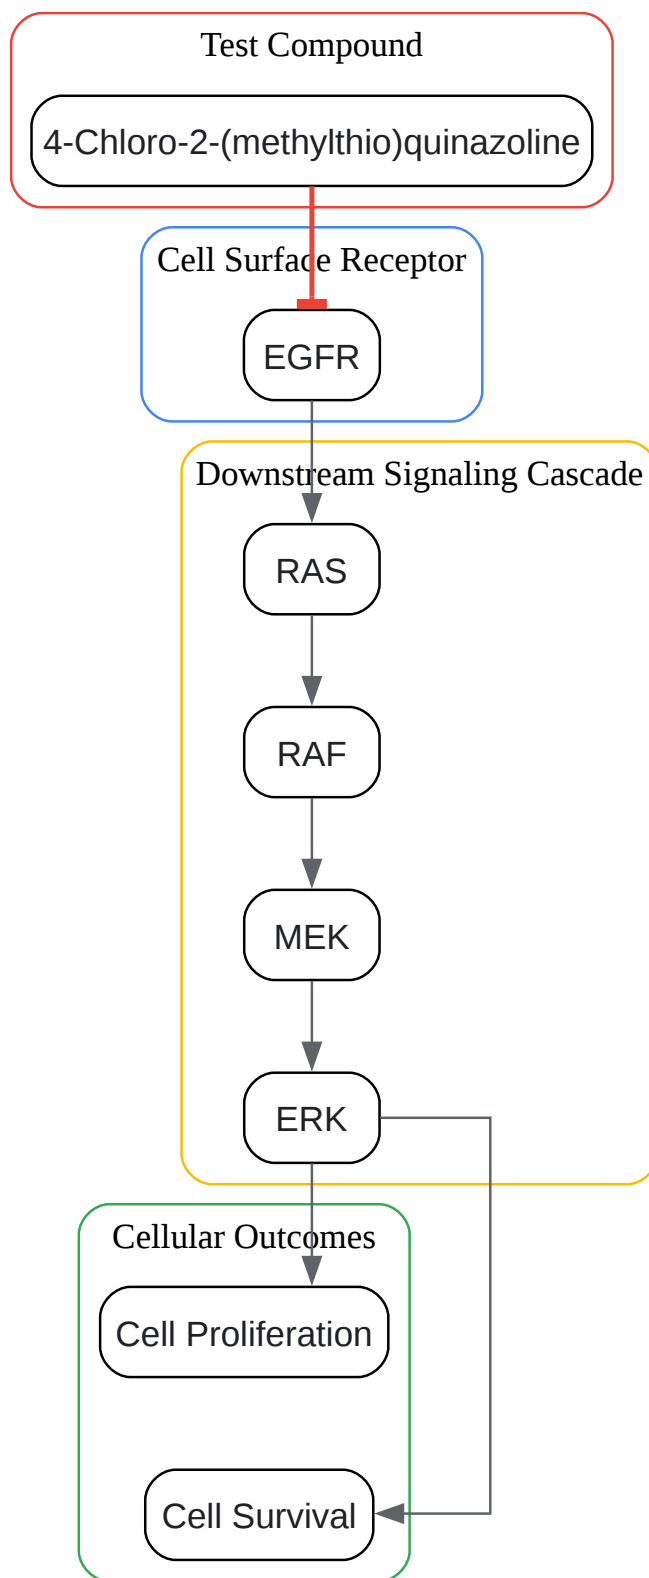 Test Compound
4-Chloro-2-(methylthio)quinazoline
Cell Surface Receptor
EGFR
Downstream Signaling Cascade
RAS
RAF
MEK
ERK
Cellular Outcomes
Cell Proliferation
Cell Survival